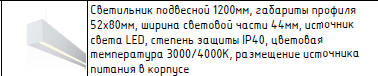 Светильник подвесной 1200мм, габариты профиля
52х80мм, ширина световой части 44мм, источник
света LED, степень защиты IP40, цветовая
температура 3000/4000К, размещение источника
питания в корпусе